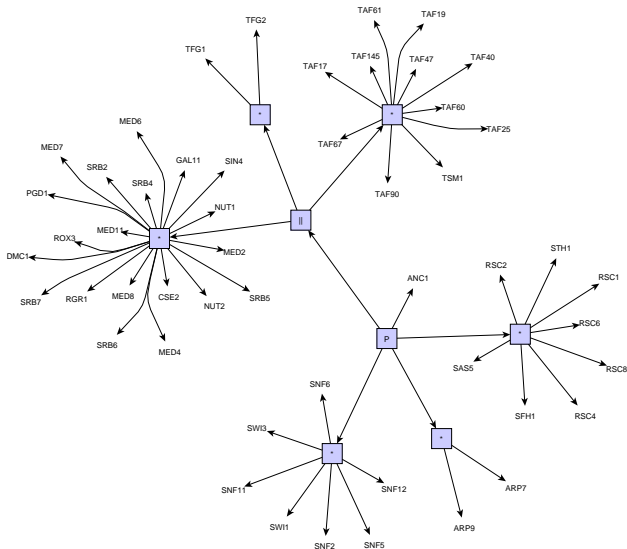 TAF61
TAF19
TFG2
TFG1
TAF145
TAF47
TAF40
TAF17
*
*
TAF60
TAF25
MED6
TAF67
MED7
GAL11
SIN4
SRB2
TSM1
SRB4
TAF90
PGD1
NUT1
||
MED11
ROX3
*
DMC1
MED2
STH1
RSC2
ANC1
RSC1
SRB7
RGR1
MED8
CSE2
NUT2
SRB5
RSC6
P
*
SRB6
MED4
SAS5
RSC8
SNF6
SFH1
RSC4
SWI3
*
*
SNF11
SNF12
ARP7
SWI1
ARP9
SNF2
SNF5